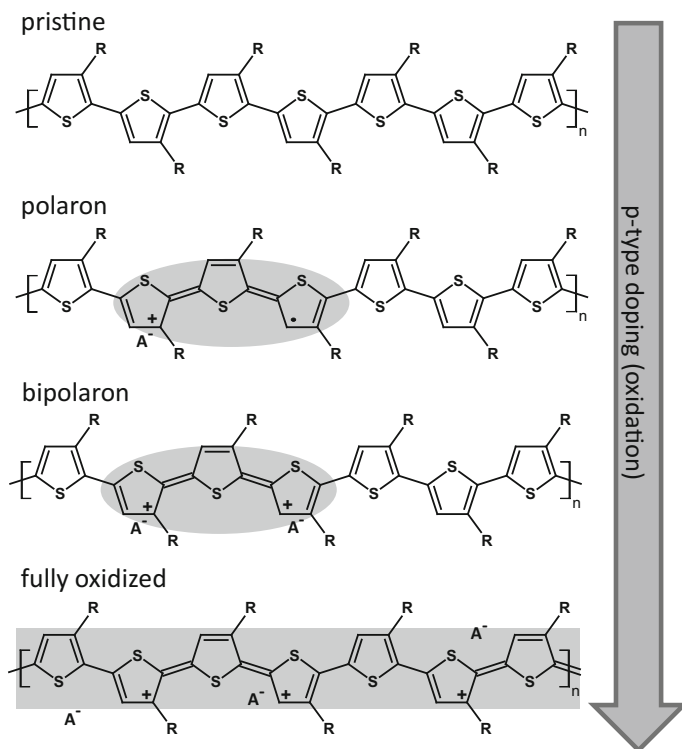 pristine
R R R R
S S S
S S S S
n
R R R
polaron
R R R R
S S S
S S S S
+ • n
A-
R R R
bipolaron
R R R R
S S S
S S S S
+ + n
A- A-
R R R
fully oxidized
R R R R
A-
S S S
S S S S
+ A- + + n
A-
R R R
p-type doping (oxidation)